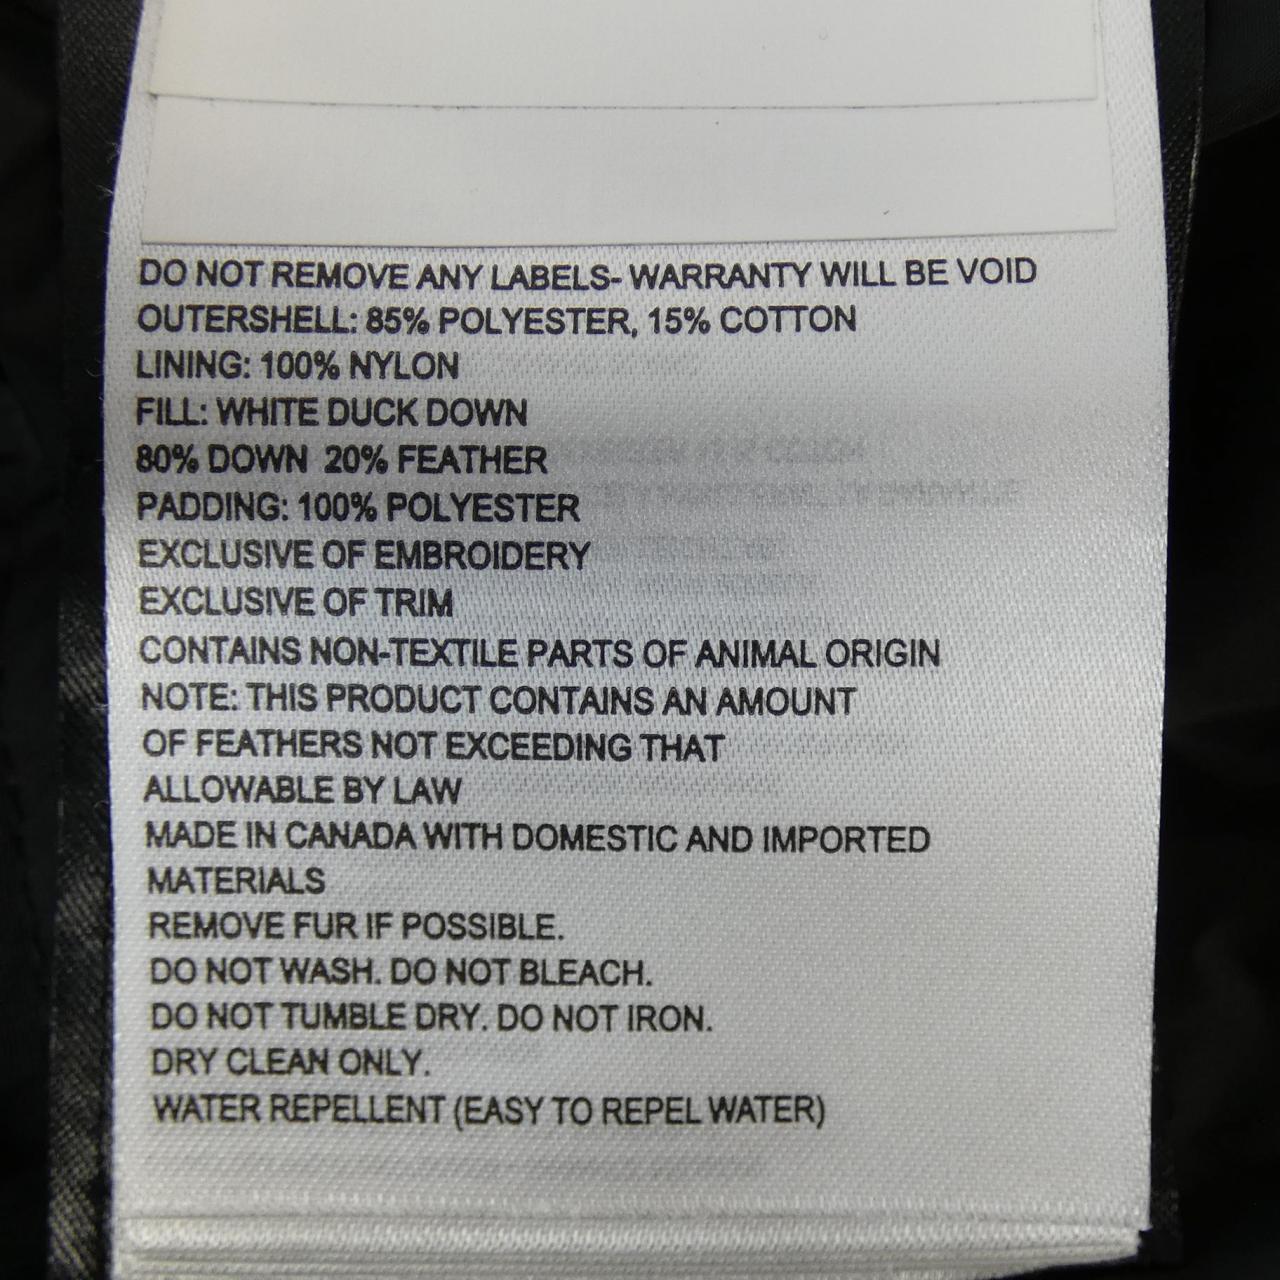 DO NOT REMOVE ANY LABELS- WARRANTY WILL BE VOID
OUTERSHELL: 85% POLYESTER, 15% COTTON
LINING: 100% NYLON
FILL: WHITE DUCK DOWN
80% DOWN 20% FEATHER
PADDING: 100% POLYESTER
EXCLUSIVE OF EMBROIDERY
EXCLUSIVE OF TRIM
CONTAINS NON-TEXTILE PARTS OF ANIMAL ORIGIN
NOTE: THIS PRODUCT CONTAINS AN AMOUNT
OF FEATHERS NOT EXCEEDING THAT
ALLOWABLE BY LAW
MADE IN CANADA WITH DOMESTIC AND IMPORTED
MATERIALS
REMOVE FUR IF POSSIBLE.
DO NOT WASH. DO NOT BLEACH.
DO NOT TUMBLE DRY. DO NOT IRON.
DRY CLEAN ONLY.
WATER REPELLENT (EASY TO REPEL WATER)